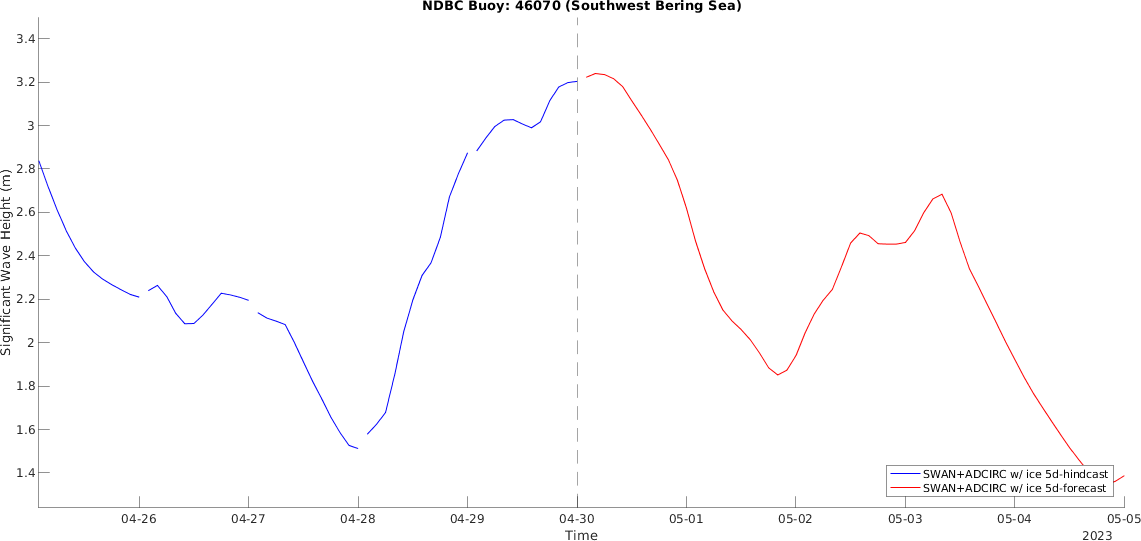 NDBC Buoy: 46070 (Southwest Bering Sea)
3.4
3.2
3
2.8
2.6
2.4
2.2
2
1.8
1.6
1.4
Significant Wave Height (m)
SWAN+ADCIRC w/ ice 5d-hindcast
SWAN+ADCIRC w/ ice 5d-forecast
04-26 04-27 04-28 04-29 04-30 05-01 05-02 05-03 05-04 05-05
Time
2023